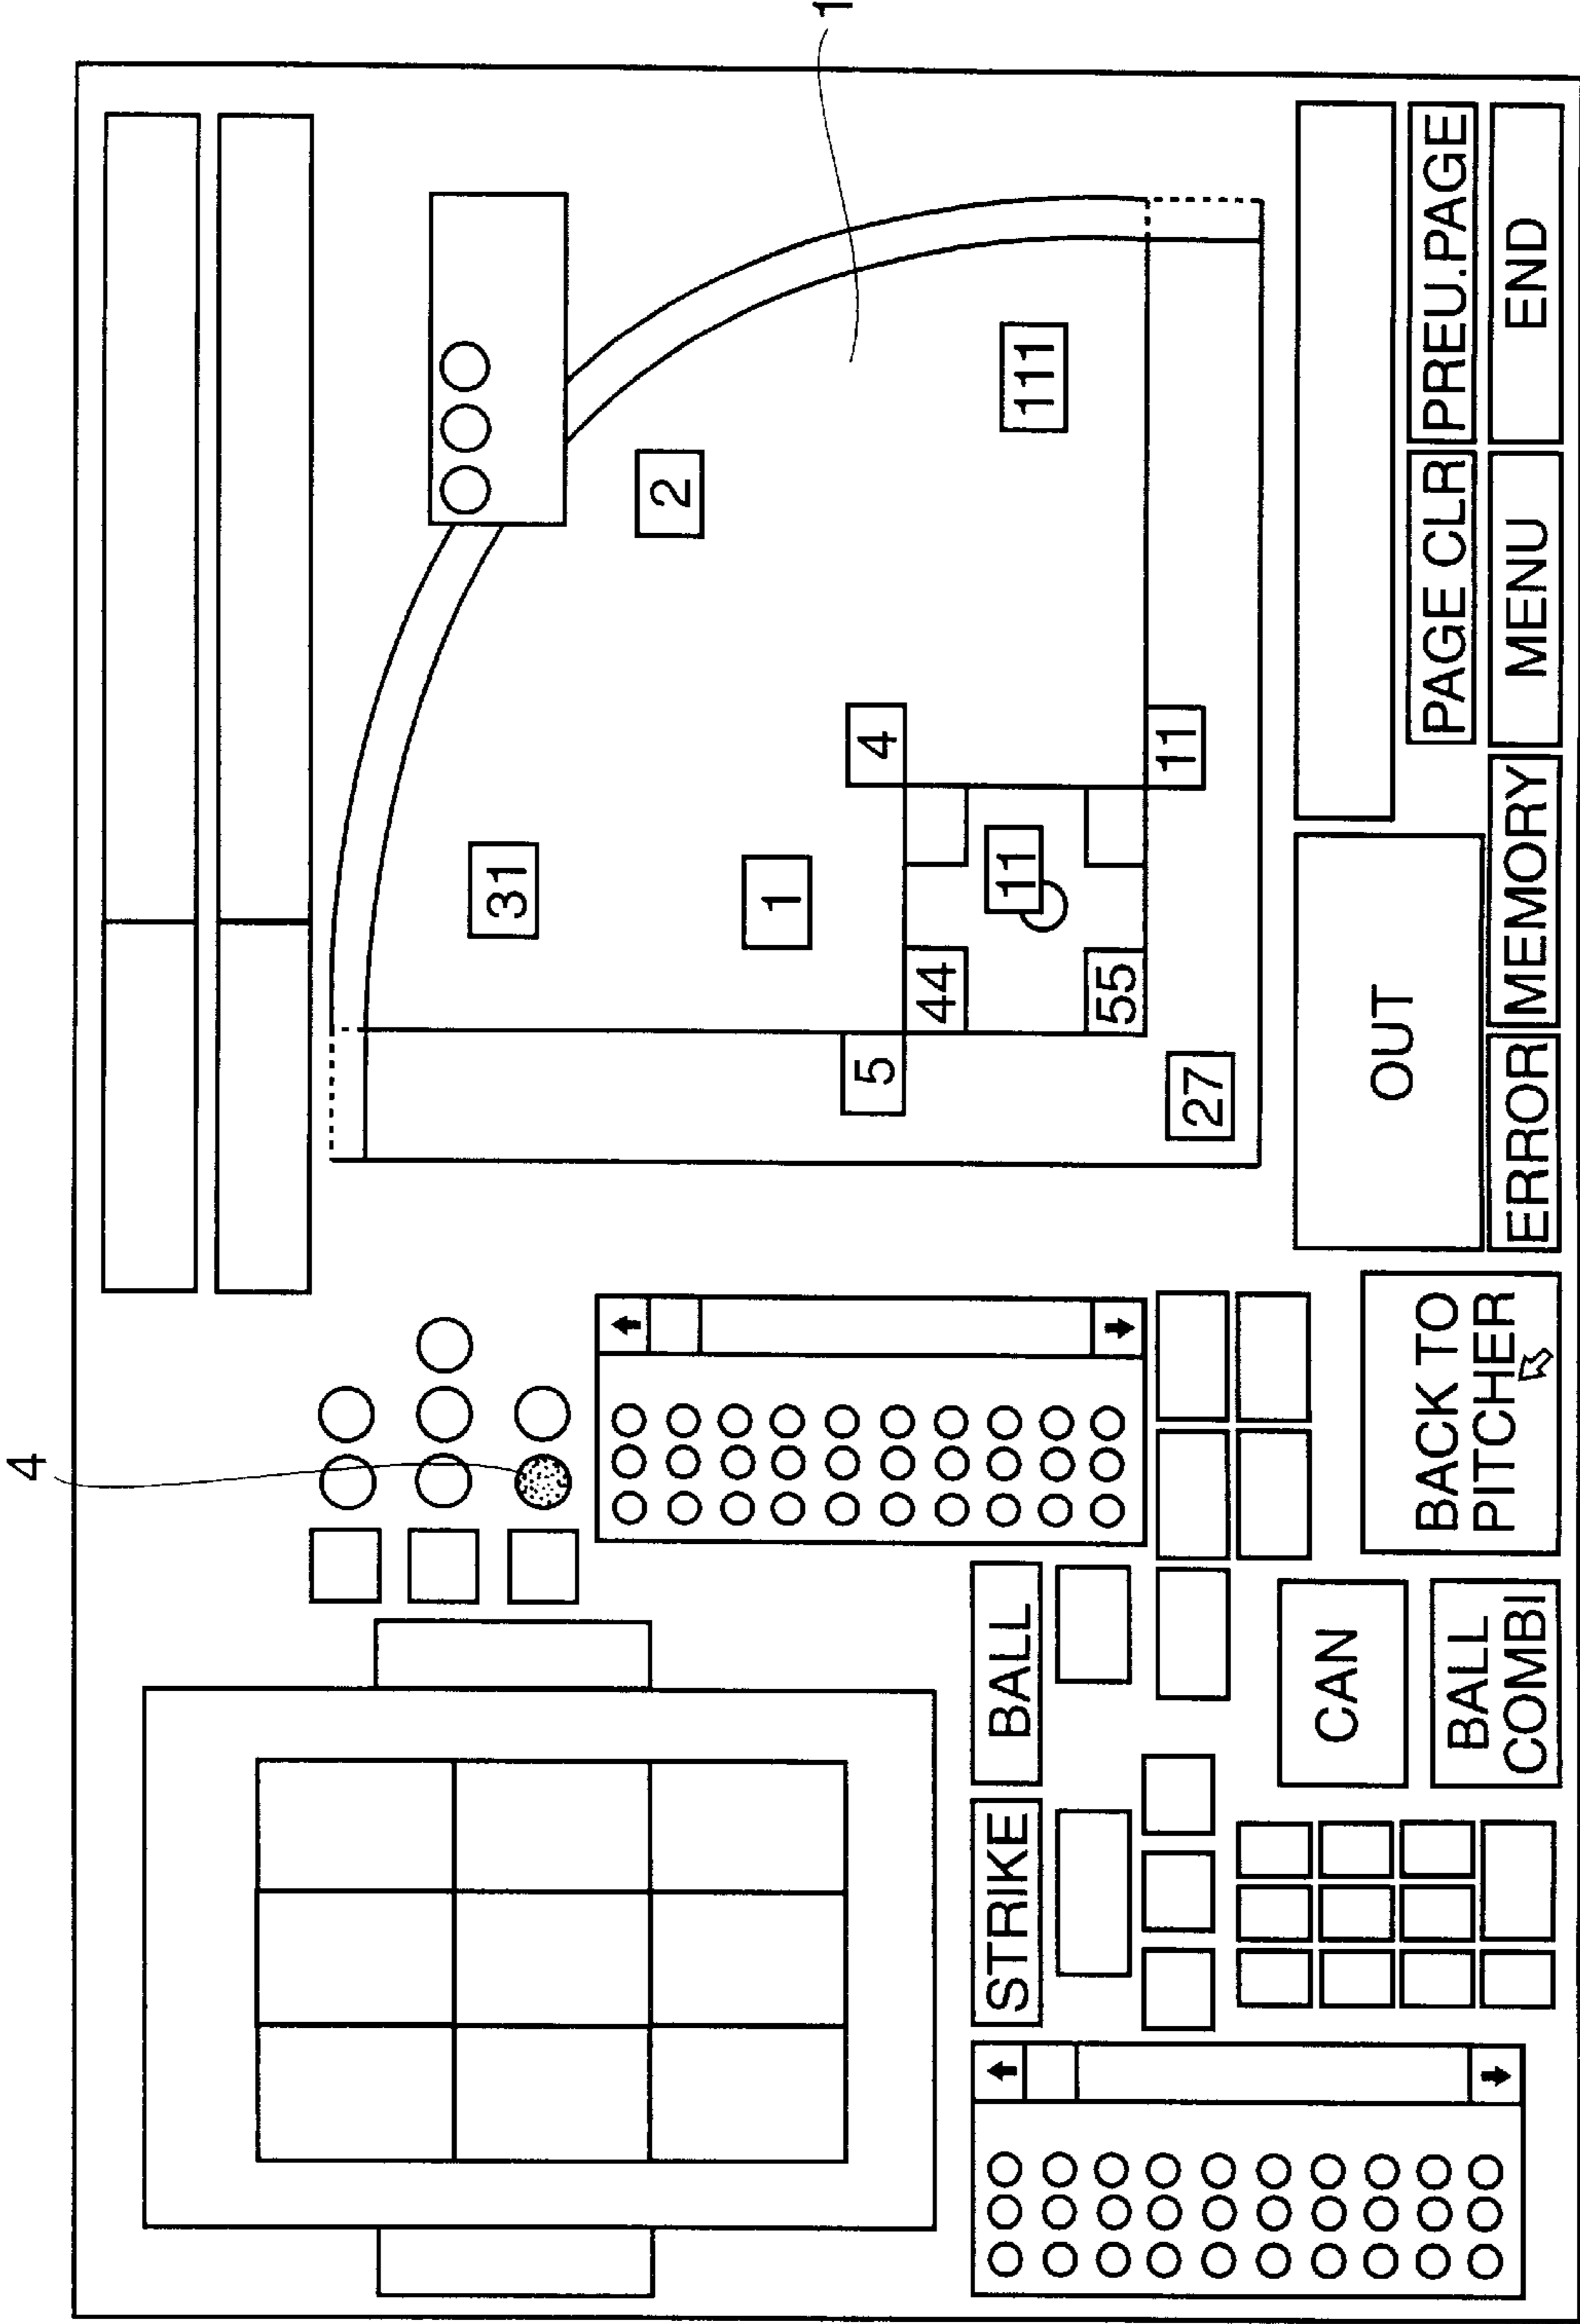 4
31
2
1
1
5
4
44
11
111
55
11
27
STRIKE
BALL
CAN
BALL
COMBI
BACK TO
PITCHER
OUT
PAGE CLR
PREU.PAGE
ERROR
MEMORY
MENU
END